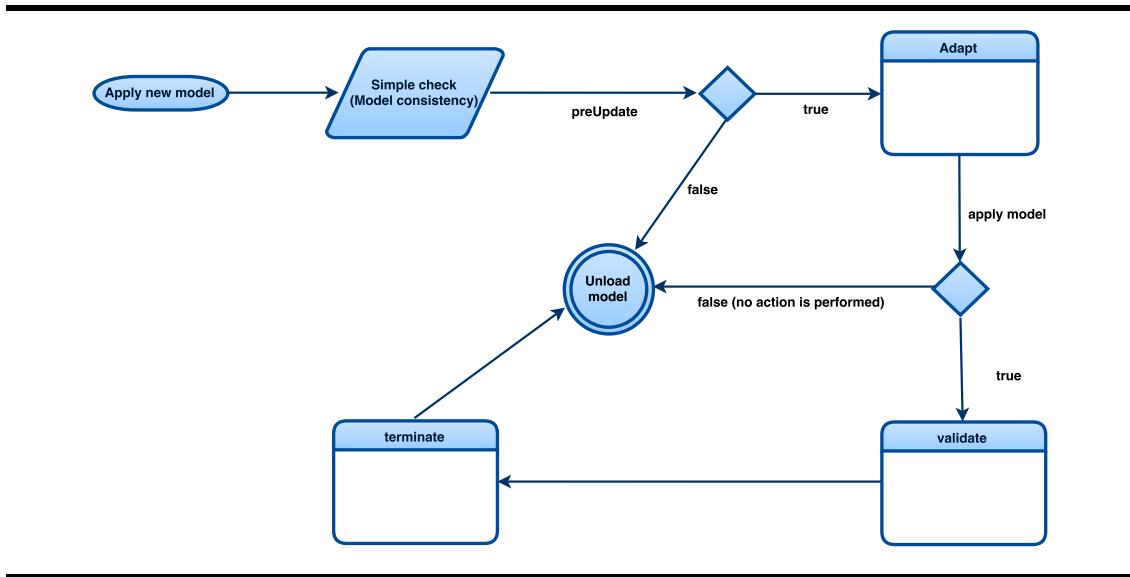 Apply new model
Simple check
(Model consistency)
preUpdate
true
Adapt
false
apply model
Unload
model
false (no action is performed)
true
terminate
validate